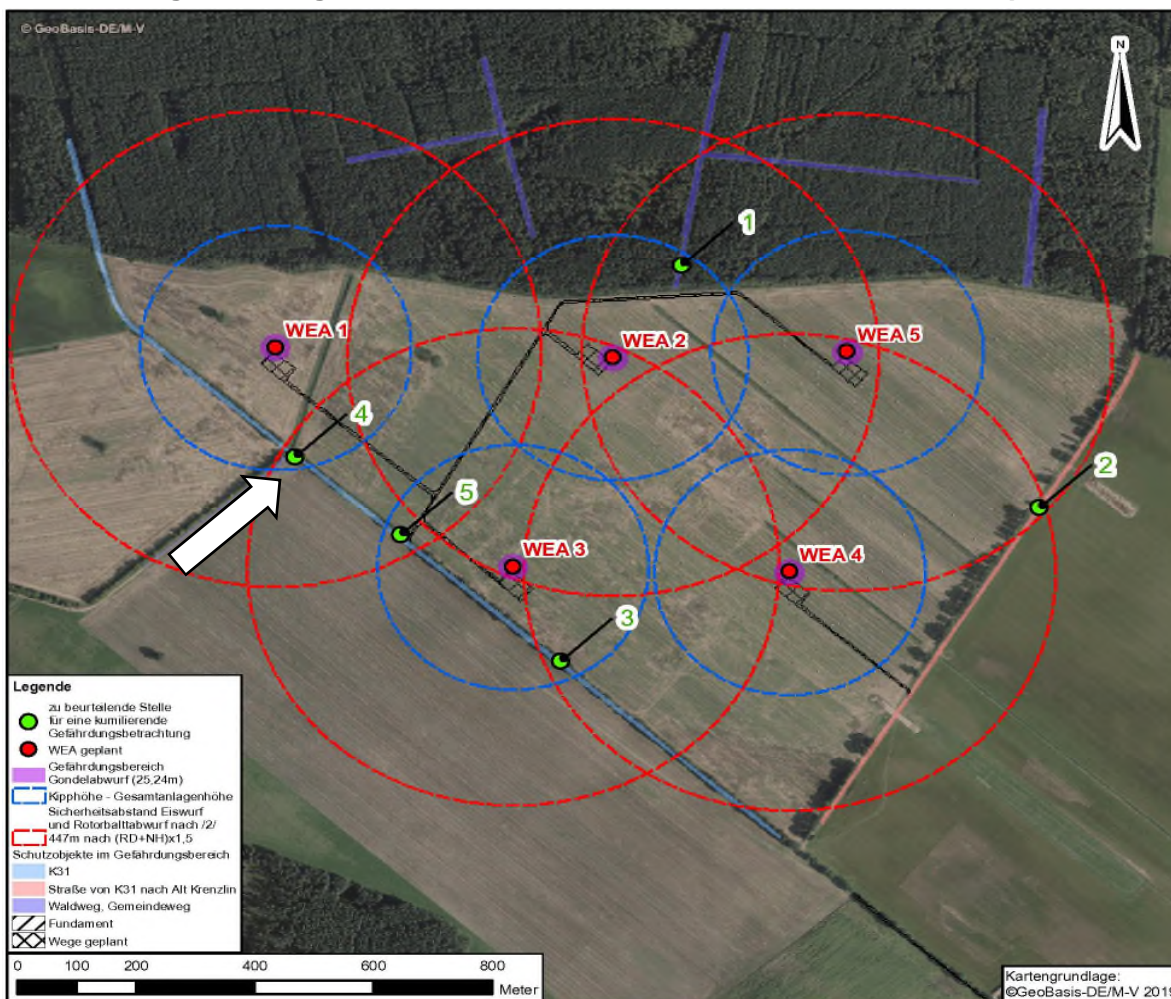 © GeoBasis-DE/M-V
N
1
WEA 1
WEA 2
WEA 5
4
2
5
WEA 3
WEA 4
3
Legende
zu beurteilende Stelle
für eine kumilierende
Gefährdungsbetrachtung
WEA geplant
Gefährdungsbereich
Gondelabwurf (25,24m)
Kipphöhe - Gesamtanlagenhöhe
Sicherheitsabstand Eiswurf
und Rotorbalttabwurf nach /2/
447m nach (RD+NH)x1,5
Schutzobjekte im Gefährdungsbereich
K31
Straße von K31 nach Alt Krenzlin
Waldweg, Gemeindeweg
Fundament
Wege geplant
0 100 200 400 600 800
Meter
Kartengrundlage:
©GeoBasis-DE/M-V 2019